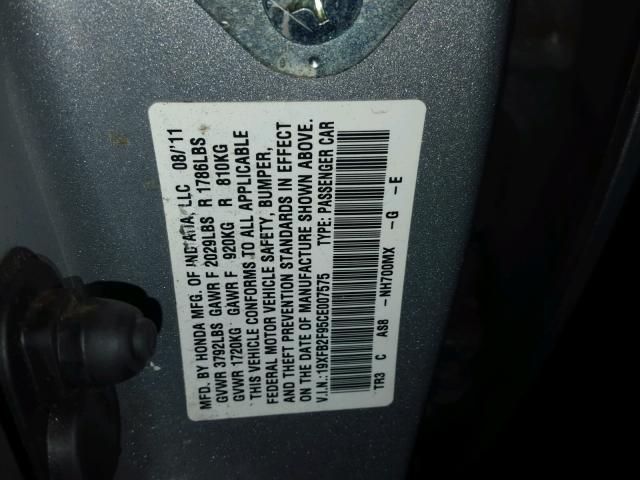 MFD. BY HONDA MFG. OF INDIANA, LLC 08/'11
GVWR 3792LBS GAWR F 2029LBS R 1786LBS
GVWR 1720KG GAWR F 920KG R 810KG
THIS VEHICLE CONFORMS TO ALL APPLICABLE
FEDERAL MOTOR VEHICLE SAFETY, BUMPER,
AND THEFT PREVENTION STANDARDS IN EFFECT
ON THE DATE OF MANUFACTURE SHOWN ABOVE.
V.I.N.: 19XFB2F95CE007575 TYPE: PASSENGER CAR
TR3 C AS8 -NH700MX -G -E